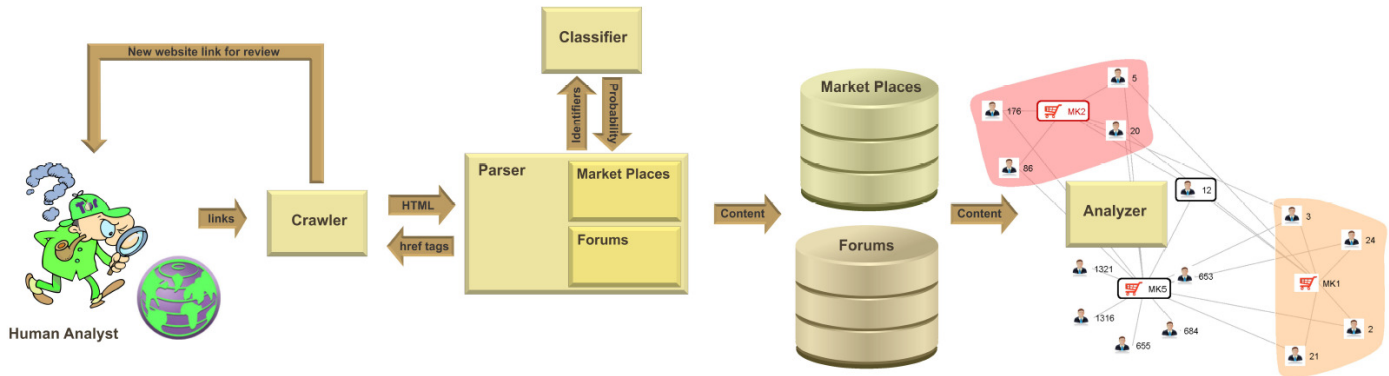 New website link for review
Tor
Human Analyst
links
Crawler
HTML
href tags
Classifier
Identifiers
Probability
Parser
Market Places
Forums
Content
Market Places
Forums
Content
Analyzer
5
176
MK2
20
86
12
3
24
1321
653
MK5
MK1
1316
684
655
2
21